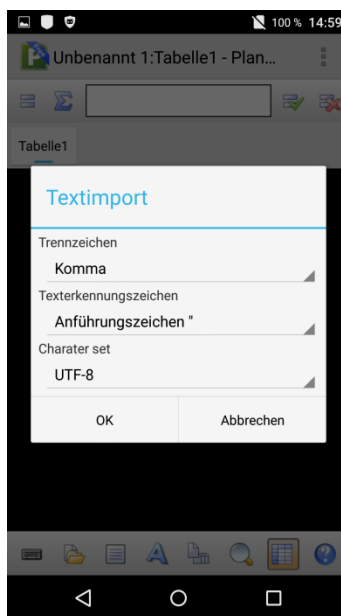 100 % 14:59
Unbenannt 1:Tabelle1 - Plan...
Tabelle1
Textimport
Trennzeichen
Komma
Texterkennungszeichen
Anführungszeichen "
Charater set
UTF-8
OK Abbrechen